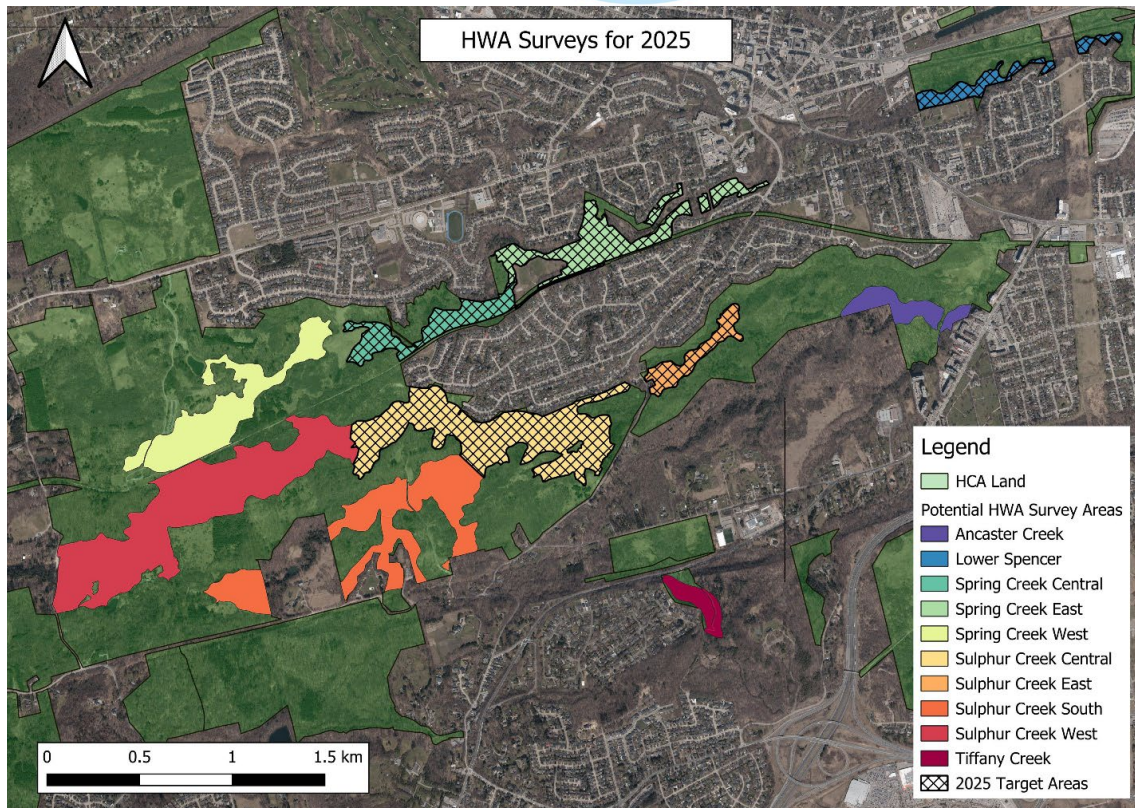 HWA Surveys for 2025
Legend
HCA Land
Potential HWA Survey Areas
Ancaster Creek
Lower Spencer
Spring Creek Central
Spring Creek East
Spring Creek West
Sulphur Creek Central
Sulphur Creek East
Sulphur Creek South
Sulphur Creek West
Tiffany Creek
2025 Target Areas
0 0.5 1 1.5 km